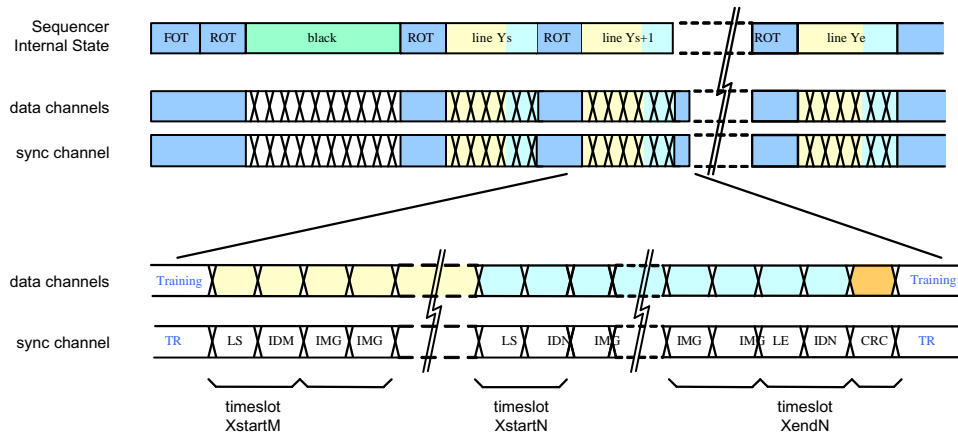 Sequencer
Internal State
FOT ROT black ROT line Ys ROT line Ys+1 ROT line Ye
data channels
sync channel
data channels Training Training
sync channel TR LS IDM IMG IMG LS IDN IMG IMG IMG LE IDN CRC TR
timeslot timeslot timeslot
XstartM XstartN XendN